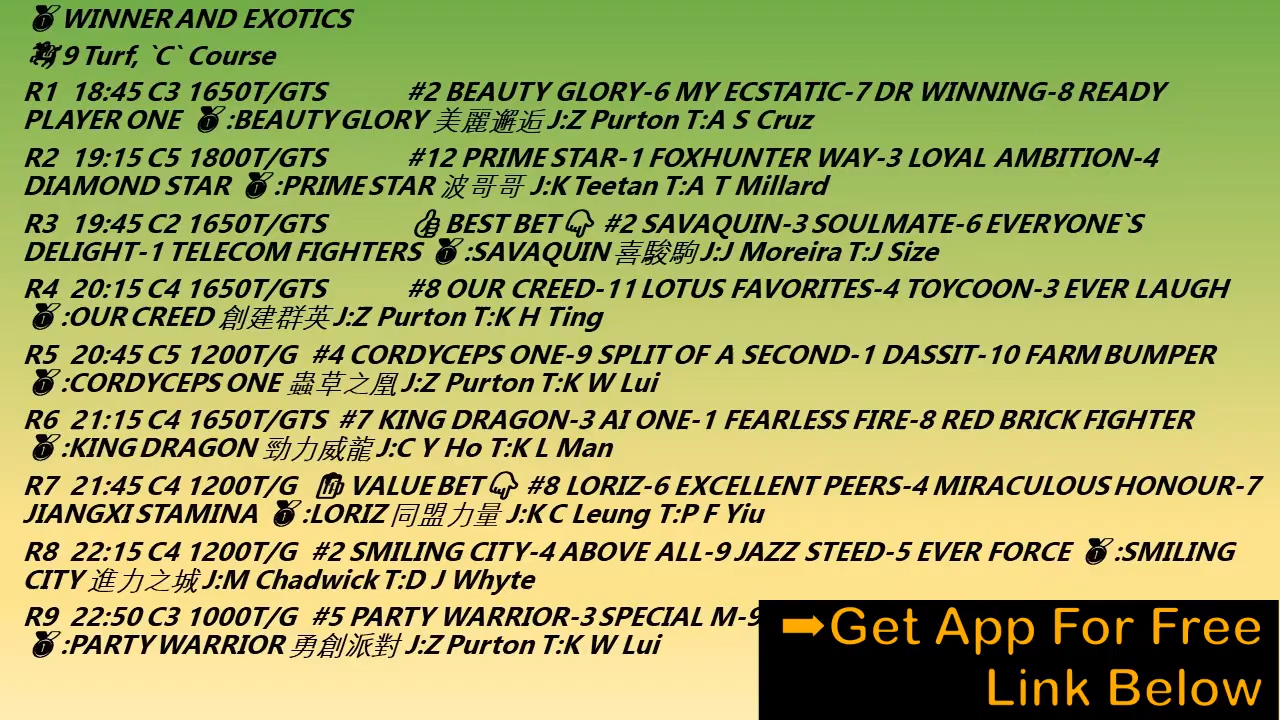 🥇 WINNER AND EXOTICS
🏇 9 Turf, `C` Course
R1 18:45 C3 1650T/GTS #2 BEAUTY GLORY-6 MY ECSTATIC-7 DR WINNING-8 READY
PLAYER ONE 🥇 :BEAUTY GLORY 美麗邂逅 J:Z Purton T:A S Cruz
R2 19:15 C5 1800T/GTS #12 PRIME STAR-1 FOXHUNTER WAY-3 LOYAL AMBITION-4
DIAMOND STAR 🥇 :PRIME STAR 波哥哥 J:K Teetan T:A T Millard
R3 19:45 C2 1650T/GTS 👍 BEST BET 👇 #2 SAVAQUIN-3 SOULMATE-6 EVERYONE`S
DELIGHT-1 TELECOM FIGHTERS 🥇 :SAVAQUIN 喜駿駒 J:J Moreira T:J Size
R4 20:15 C4 1650T/GTS #8 OUR CREED-11 LOTUS FAVORITES-4 TOYCOON-3 EVER LAUGH
🥇 :OUR CREED 創建群英 J:Z Purton T:K H Ting
R5 20:45 C5 1200T/G #4 CORDYCEPS ONE-9 SPLIT OF A SECOND-1 DASSIT-10 FARM BUMPER
🥇 :CORDYCEPS ONE 蟲草之凰 J:Z Purton T:K W Lui
R6 21:15 C4 1650T/GTS #7 KING DRAGON-3 AI ONE-1 FEARLESS FIRE-8 RED BRICK FIGHTER
🥇 :KING DRAGON 勁力威龍 J:C Y Ho T:K L Man
R7 21:45 C4 1200T/G 🍺 VALUE BET 👇 #8 LORIZ-6 EXCELLENT PEERS-4 MIRACULOUS HONOUR-7
JIANGXI STAMINA 🥇 :LORIZ 同盟力量 J:K C Leung T:P F Yiu
R8 22:15 C4 1200T/G #2 SMILING CITY-4 ABOVE ALL-9 JAZZ STEED-5 EVER FORCE 🥇 :SMILING
CITY 進力之城 J:M Chadwick T:D J Whyte
R9 22:50 C3 1000T/G #5 PARTY WARRIOR-3 SPECIAL M-9
🥇 :PARTY WARRIOR 勇創派對 J:Z Purton T:K W Lui
➡Get App For Free
Link Below